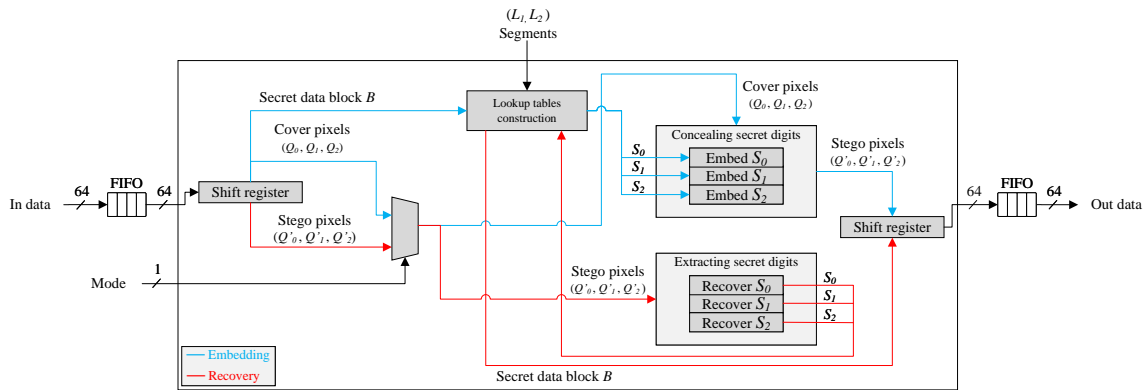 (L1, L2)
Segments
Secret data block B
Lookup tables
construction
Cover pixels
(Q0, Q1, Q2)
Cover pixels
(Q0, Q1, Q2)
Concealing secret digits
S0
Embed S0
S1
Embed S1
S2
Embed S2
Stego pixels
(Q'0, Q'1, Q'2)
In data
64
FIFO
64
Shift register
Stego pixels
(Q'0, Q'1, Q'2)
Shift register
64
FIFO
64
Out data
Mode
1
Stego pixels
(Q'0, Q'1, Q'2)
Extracting secret digits
Recover S0
S0
Recover S1
S1
Recover S2
S2
Embedding
Recovery
Secret data block B